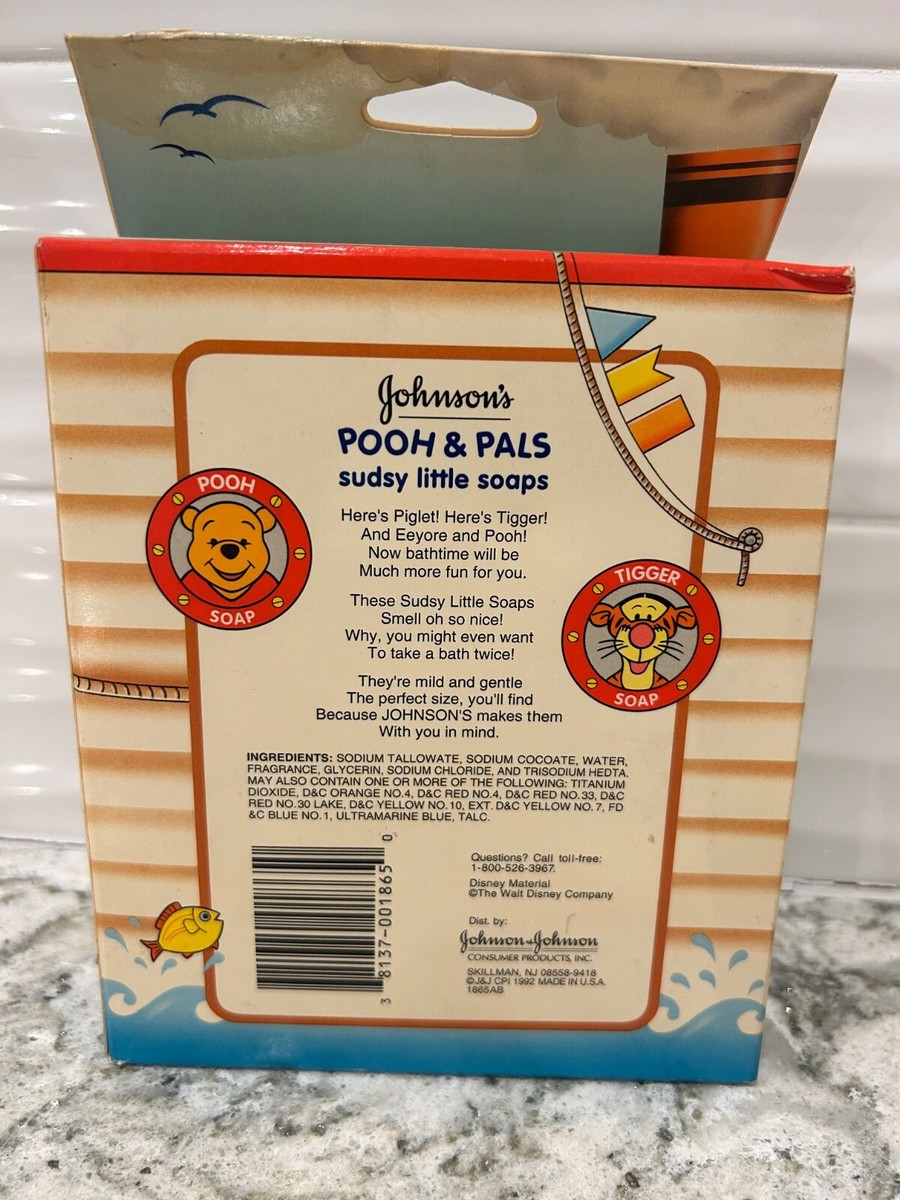 Johnson's
POOH & PALS
sudsy little soaps
Here's Piglet! Here's Tigger!
And Eeyore and Pooh!
Now bathtime will be
Much more fun for you.
These Sudsy Little Soaps
Smell oh so nice!
Why, you might even want
To take a bath twice!
They're mild and gentle
The perfect size, you'll find
Because JOHNSON'S makes them
With you in mind.
POOH
SOAP
TIGGER
SOAP
INGREDIENTS: SODIUM TALLOWATE, SODIUM COCOATE, WATER,
FRAGRANCE, GLYCERIN, SODIUM CHLORIDE, AND TRISODIUM HEDTA.
MAY ALSO CONTAIN ONE OR MORE OF THE FOLLOWING: TITANIUM
DIOXIDE, D&C ORANGE NO.4, D&C RED NO.4, D&C RED NO.33, D&C
RED NO.30 LAKE, D&C YELLOW NO.10, EXT. D&C YELLOW NO.7, FD
&C BLUE NO.1, ULTRAMARINE BLUE, TALC.
3 8137-001865 0
Questions? Call toll-free:
1-800-526-3967.
Disney Material
©The Walt Disney Company
Dist. by:
Johnson & Johnson
CONSUMER PRODUCTS, INC.
SKILLMAN, NJ 08558-9418
©J&J CPI 1992 MADE IN U.S.A.
1865AB